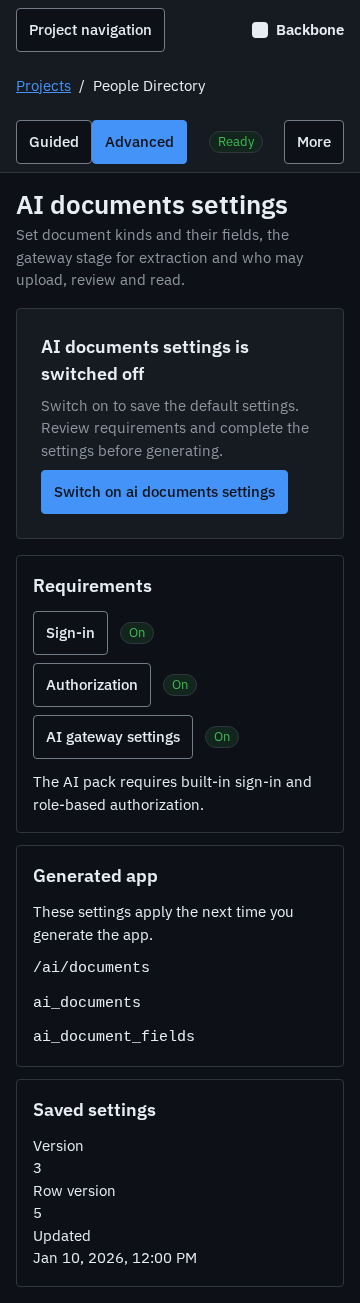 Project navigation
Backbone
Projects / People Directory
Guided
Advanced
Ready
More
AI documents settings
Set document kinds and their fields, the
gateway stage for extraction and who may
upload, review and read.
AI documents settings is
switched off
Switch on to save the default settings.
Review requirements and complete the
settings before generating.
Switch on ai documents settings
Requirements
Sign-in
On
Authorization
On
AI gateway settings
On
The AI pack requires built-in sign-in and
role-based authorization.
Generated app
These settings apply the next time you
generate the app.
/ai/documents
ai_documents
ai_document_fields
Saved settings
Version
3
Row version
5
Updated
Jan 10, 2026, 12:00 PM